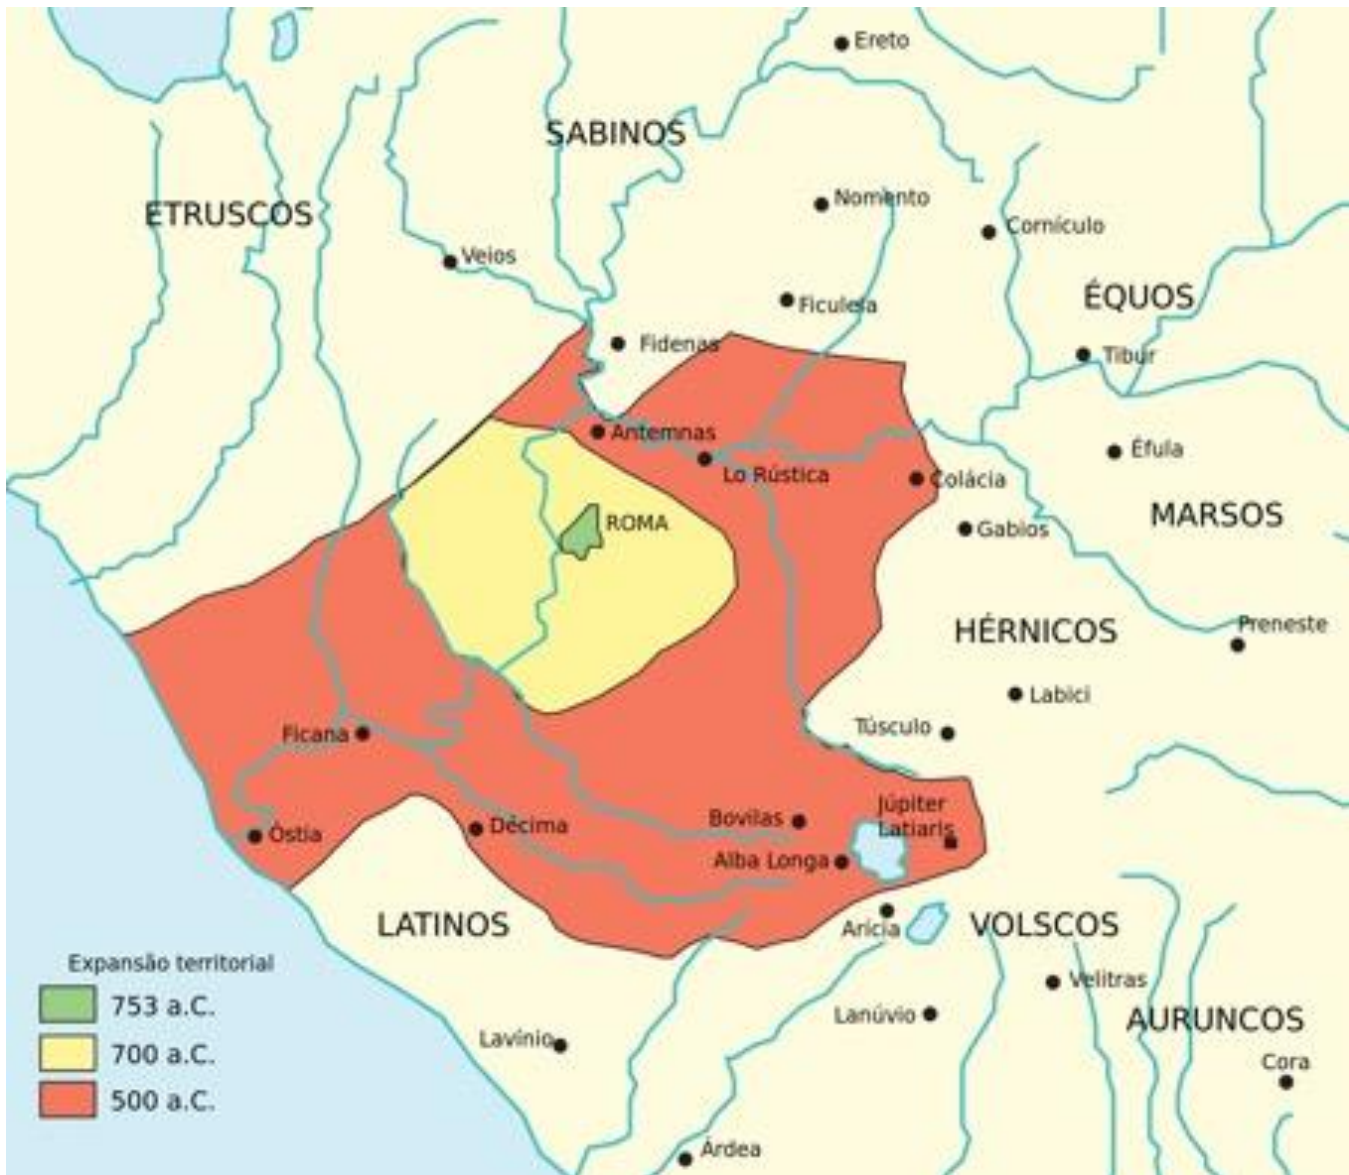 Ereto
SABINOS
Nomento
ETRUSCOS
Cornículo
Veios
ÉQUOS
Ficuleia
Fidenas
Tibur
Antemnas
Éfula
Lo Rústica
Colácia
MARSOS
ROMA
Gabios
HÉRNICOS
Preneste
Labici
Túsculo
Ficana
Júpiter
Latiaris
Bovilas
Décima
Óstia
Alba Longa
LATINOS
Arícia
VOLSCOS
Expansão territorial
Velitras
753 a.C.
Lanúvio
AURUNCOS
Lavínio
700 a.C.
Cora
500 a.C.
Árdea